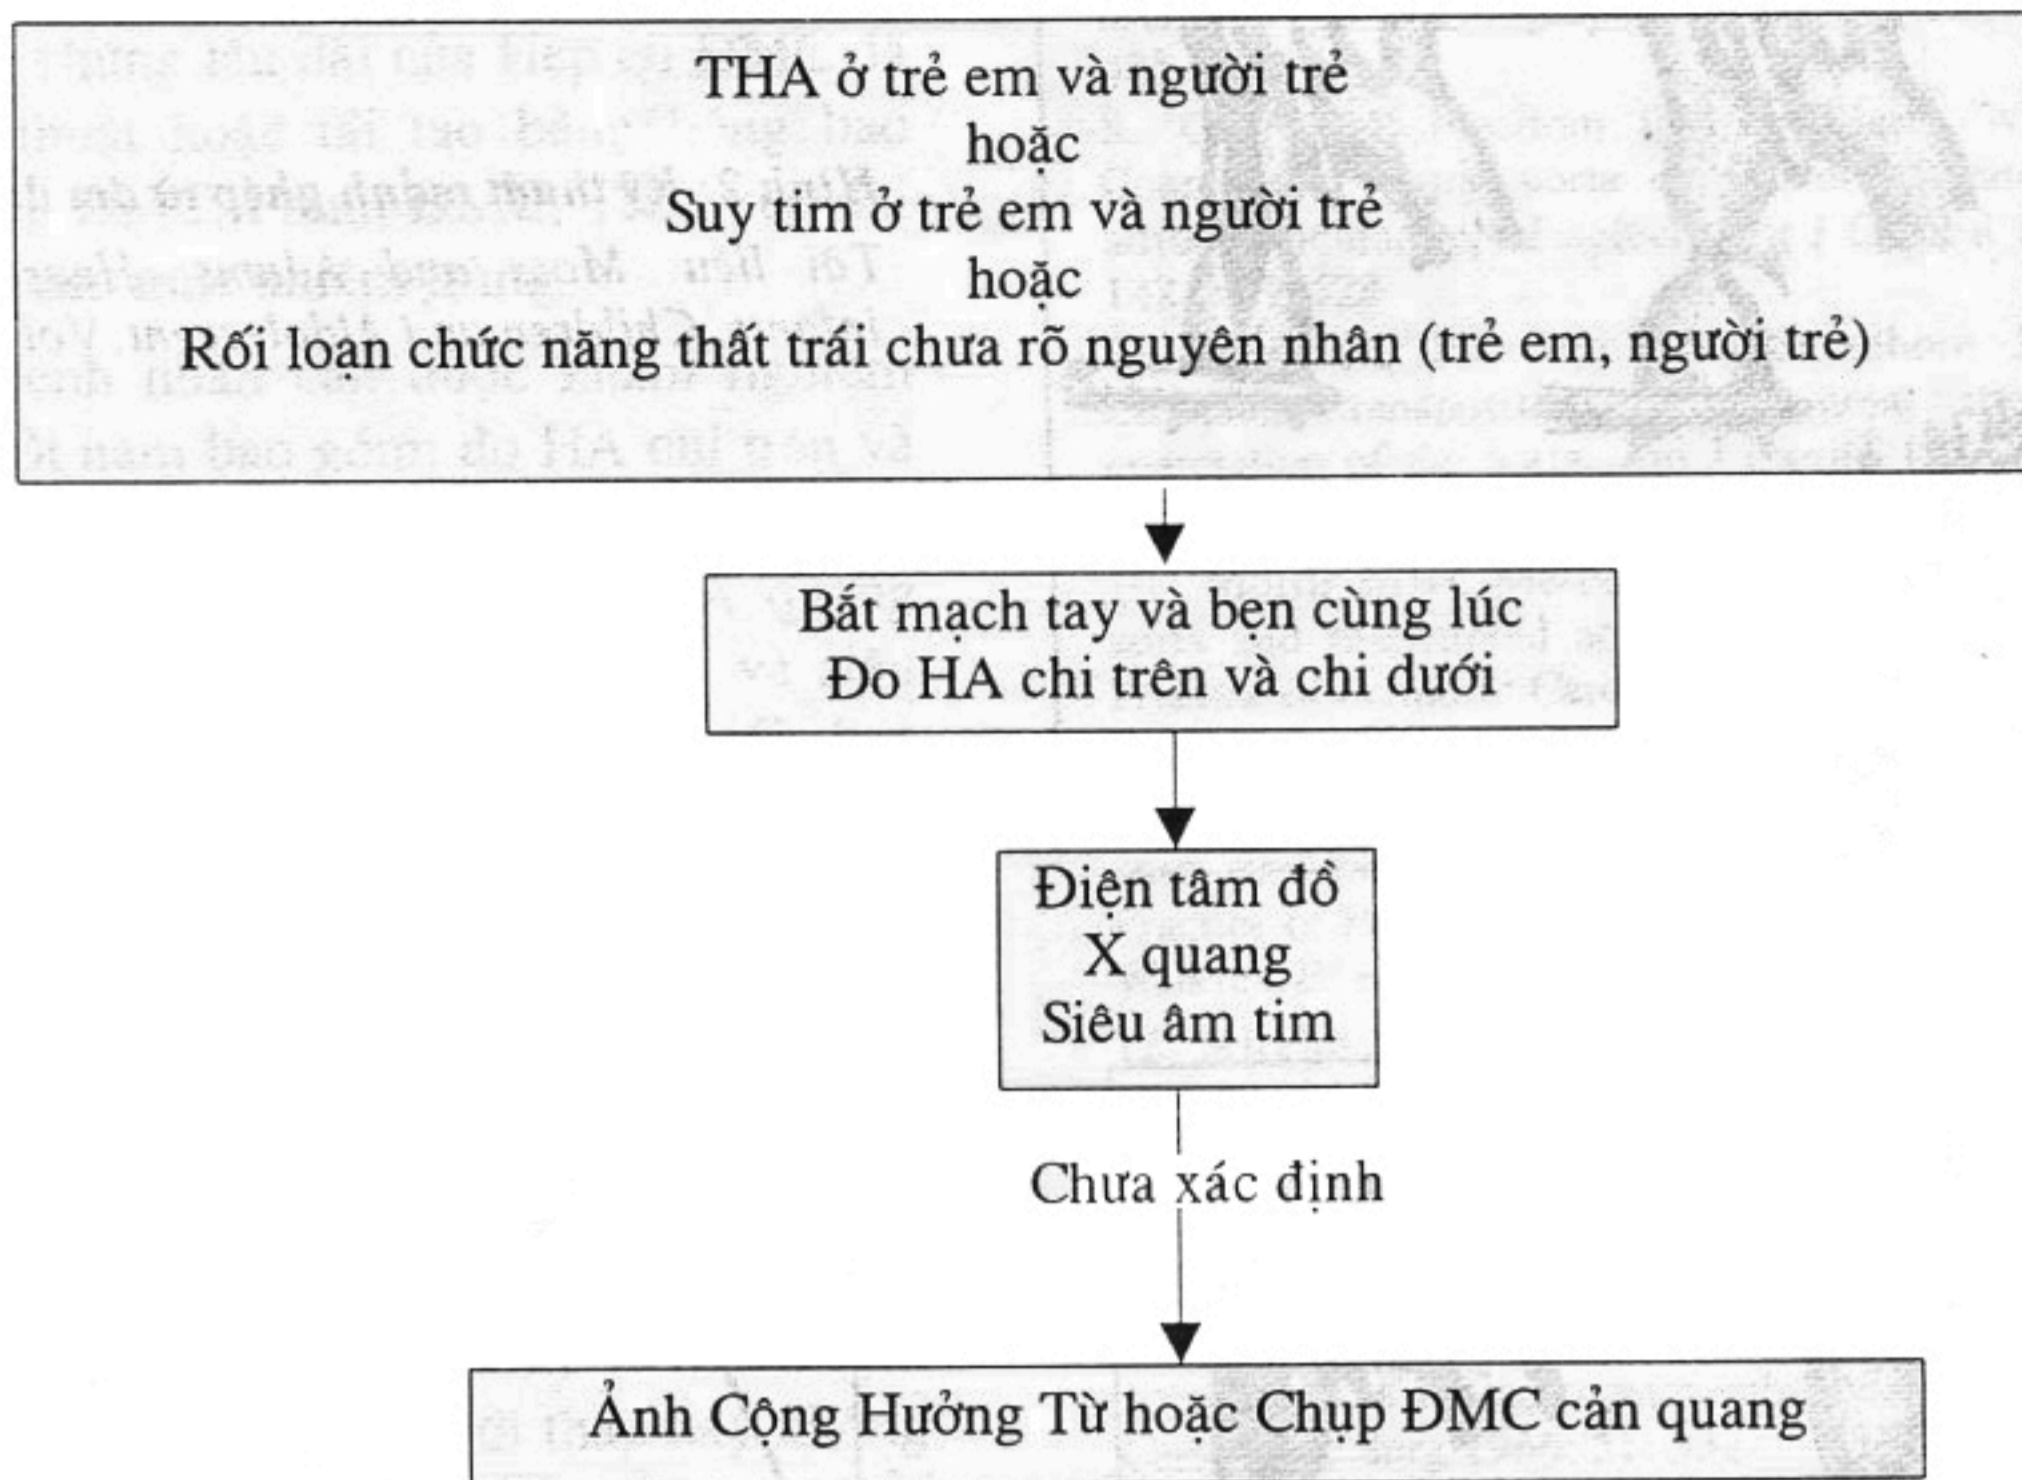 THA ở trẻ em và người trẻ
hoặc
Suy tim ở trẻ em và người trẻ
hoặc
Rối loạn chức năng thất trái chưa rõ nguyên nhân (trẻ em, người trẻ)
Bắt mạch tay và bẹn cùng lúc
Đo HA chi trên và chi dưới
Điện tâm đồ
X quang
Siêu âm tim
Chưa xác định
Ảnh Cộng Hưởng Từ hoặc Chụp ĐMC cản quang